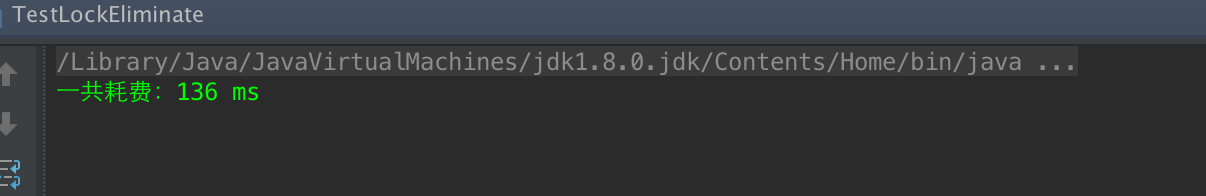 TestLockEliminate
/Library/Java/JavaVirtualMachines/jdk1.8.0.jdk/Contents/Home/bin/java ...
一共耗费：136 ms